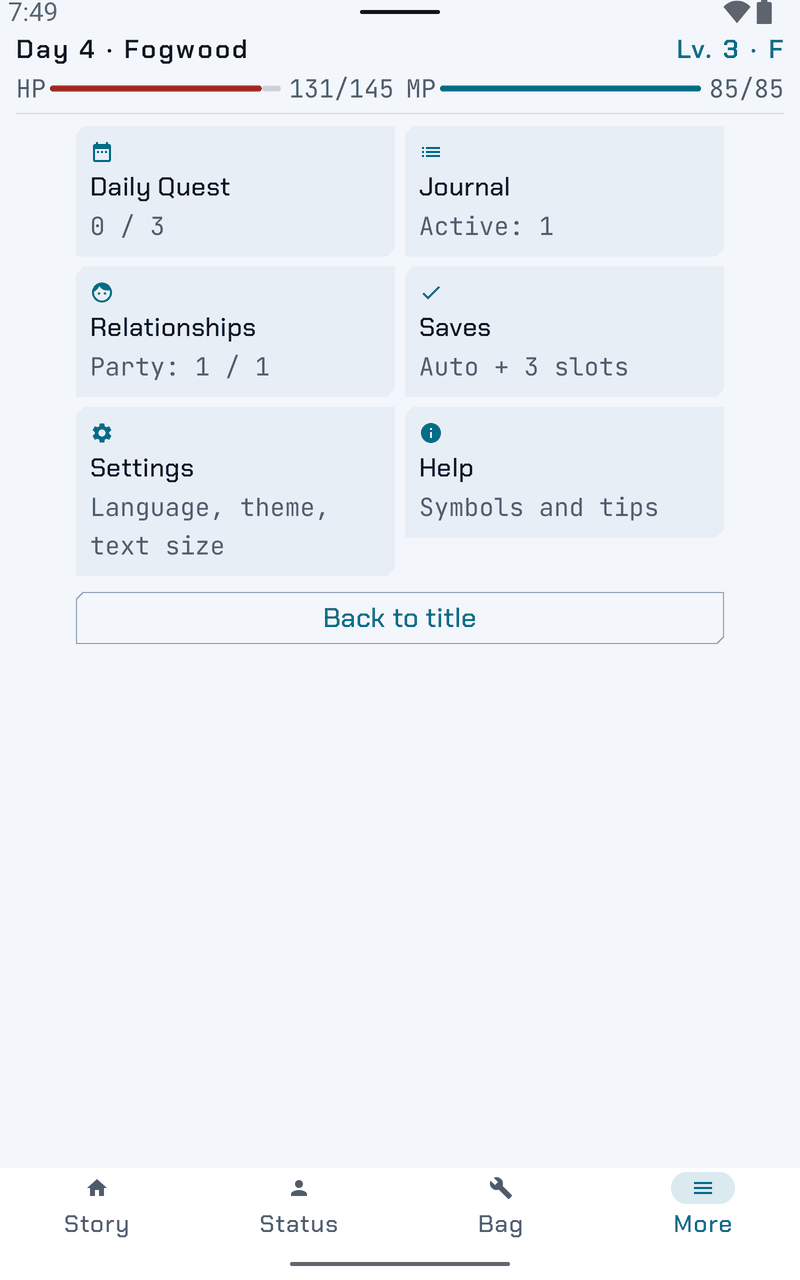 7:49
Day 4 · Fogwood
Lv. 3 · F
HP 131/145 MP 85/85
Daily Quest
0 / 3
Journal
Active: 1
Relationships
Party: 1 / 1
Saves
Auto + 3 slots
Settings
Language, theme,
text size
Help
Symbols and tips
Back to title
Story
Status
Bag
More